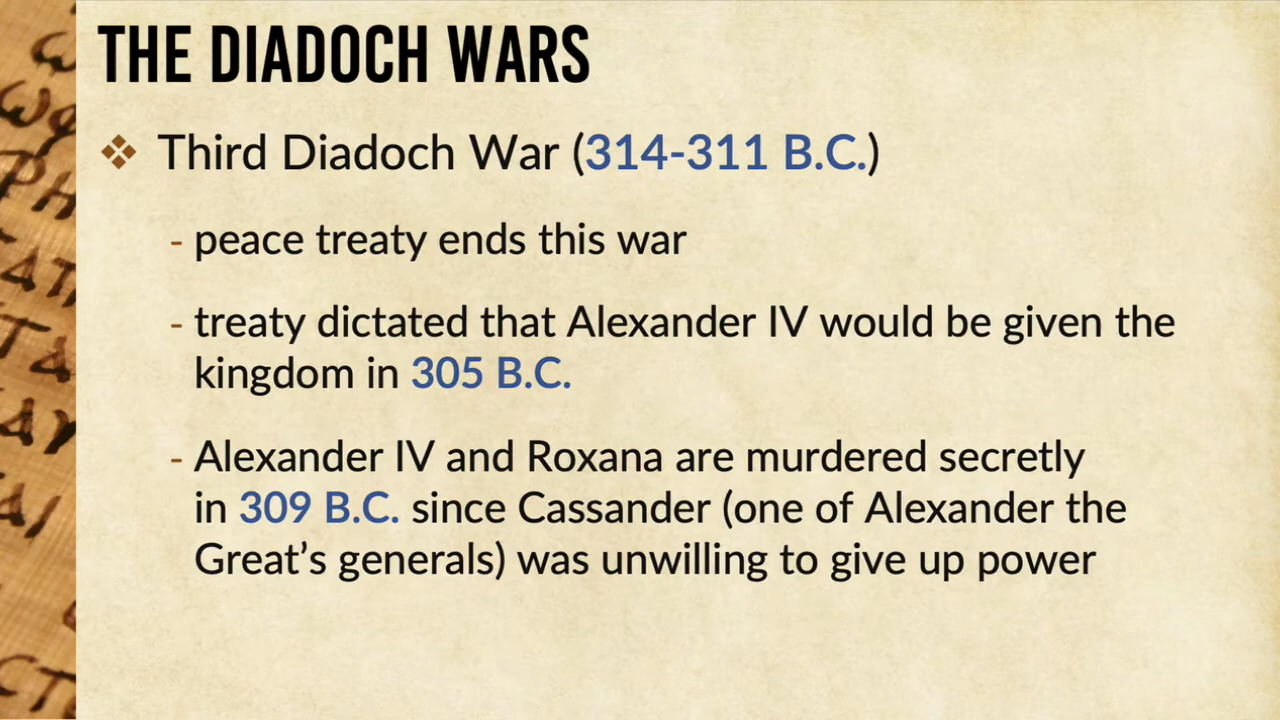 THE DIADOCH WARS
❖ Third Diadoch War (314-311 B.C.)
- peace treaty ends this war
- treaty dictated that Alexander IV would be given the
kingdom in 305 B.C.
- Alexander IV and Roxana are murdered secretly
in 309 B.C. since Cassander (one of Alexander the
Great’s generals) was unwilling to give up power